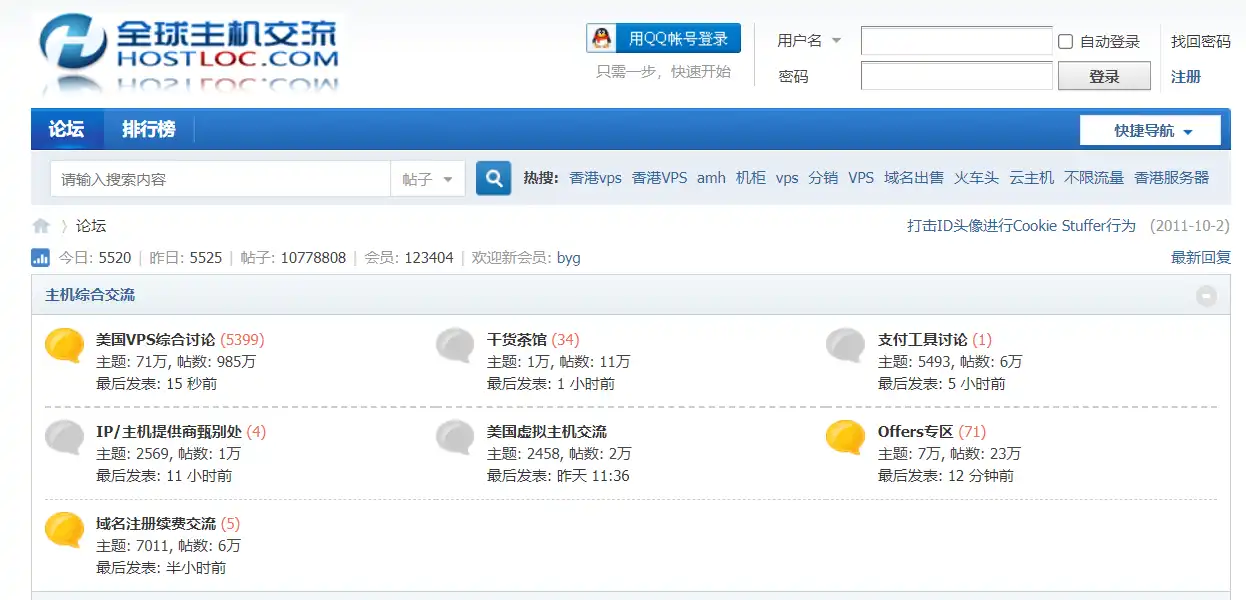 全球主机交流
HOSTLOC.COM
用QQ帐号登录
只需一步，快速开始
用户名
自动登录
找回密码
密码
登录
注册
论坛 排行榜 快捷导航
请输入搜索内容 帖子 热搜: 香港vps 香港VPS amh 机柜 vps 分销 VPS 域名出售 火车头 云主机 不限流量 香港服务器
论坛 打击ID头像进行Cookie Stuffer行为 (2011-10-2)
今日: 5520 | 昨日: 5525 | 帖子: 10778808 | 会员: 123404 | 欢迎新会员: byg 最新回复
主机综合交流
美国VPS综合讨论 (5399)
主题: 71万, 帖数: 985万
最后发表: 15 秒前
干货茶馆 (34)
主题: 1万, 帖数: 11万
最后发表: 1 小时前
支付工具讨论 (1)
主题: 5493, 帖数: 6万
最后发表: 5 小时前
IP/主机提供商甄别处 (4)
主题: 2569, 帖数: 1万
最后发表: 11 小时前
美国虚拟主机交流
主题: 2458, 帖数: 2万
最后发表: 昨天 11:36
Offers专区 (71)
主题: 7万, 帖数: 23万
最后发表: 12 分钟前
域名注册续费交流 (5)
主题: 7011, 帖数: 6万
最后发表: 半小时前